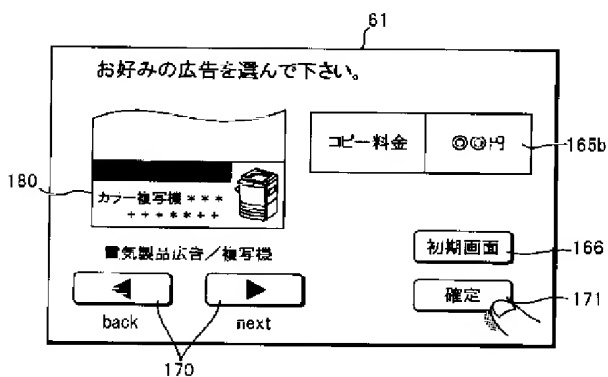 61
お好みの広告を選んで下さい。
コピー料金 ◎◎円
165b
180
カラー複写機 * * *
+ + + + + + +
電気製品広告／複写機
初期画面
166
確定
171
back
next
170